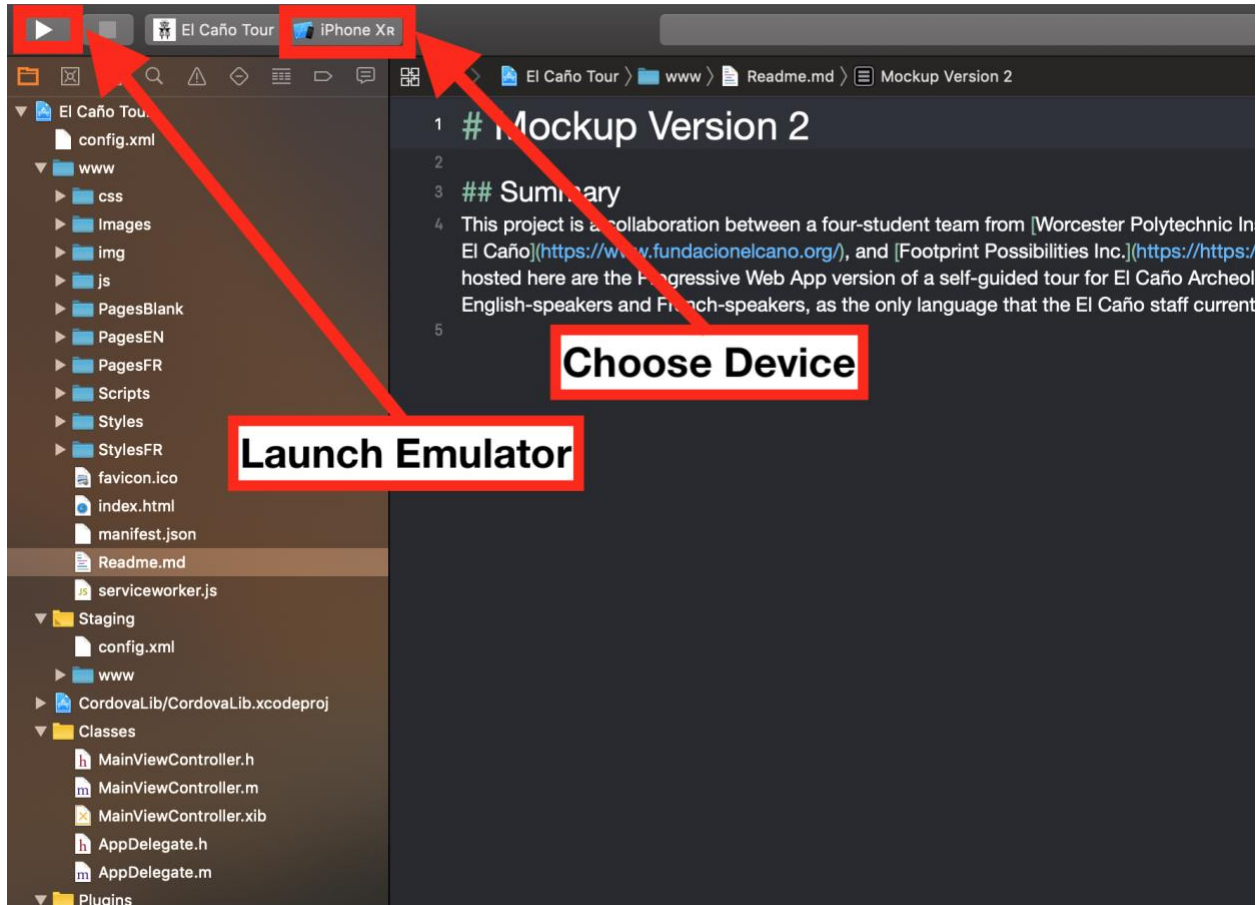 El Caño Tour
iPhone XR
El Caño Tour
www
Readme.md
Mockup Version 2
El Caño Tou
config.xml
www
css
Images
img
js
PagesBlank
PagesEN
PagesFR
Scripts
Styles
StylesFR
favicon.ico
index.html
manifest.json
Readme.md
JS
serviceworker.js
Staging
config.xml
www
CordovaLib/CordovaLib.xcodeproj
Classes
h MainViewController.h
m MainViewController.m
MainViewController.xib
h AppDelegate.h
m AppDelegate.m
Plugins
1 # Mockup Version 2
2
3 ## Summary
4 This project is a collaboration between a four-student team from [Worcester Polytechnic In
El Caño](https://www.fundacionelcano.org/), and [Footprint Possibilities Inc.](https://https:/
hosted here are the Progressive Web App version of a self-guided tour for El Caño Archeol
English-speakers and French-speakers, as the only language that the El Caño staff current
5
Choose Device
Launch Emulator